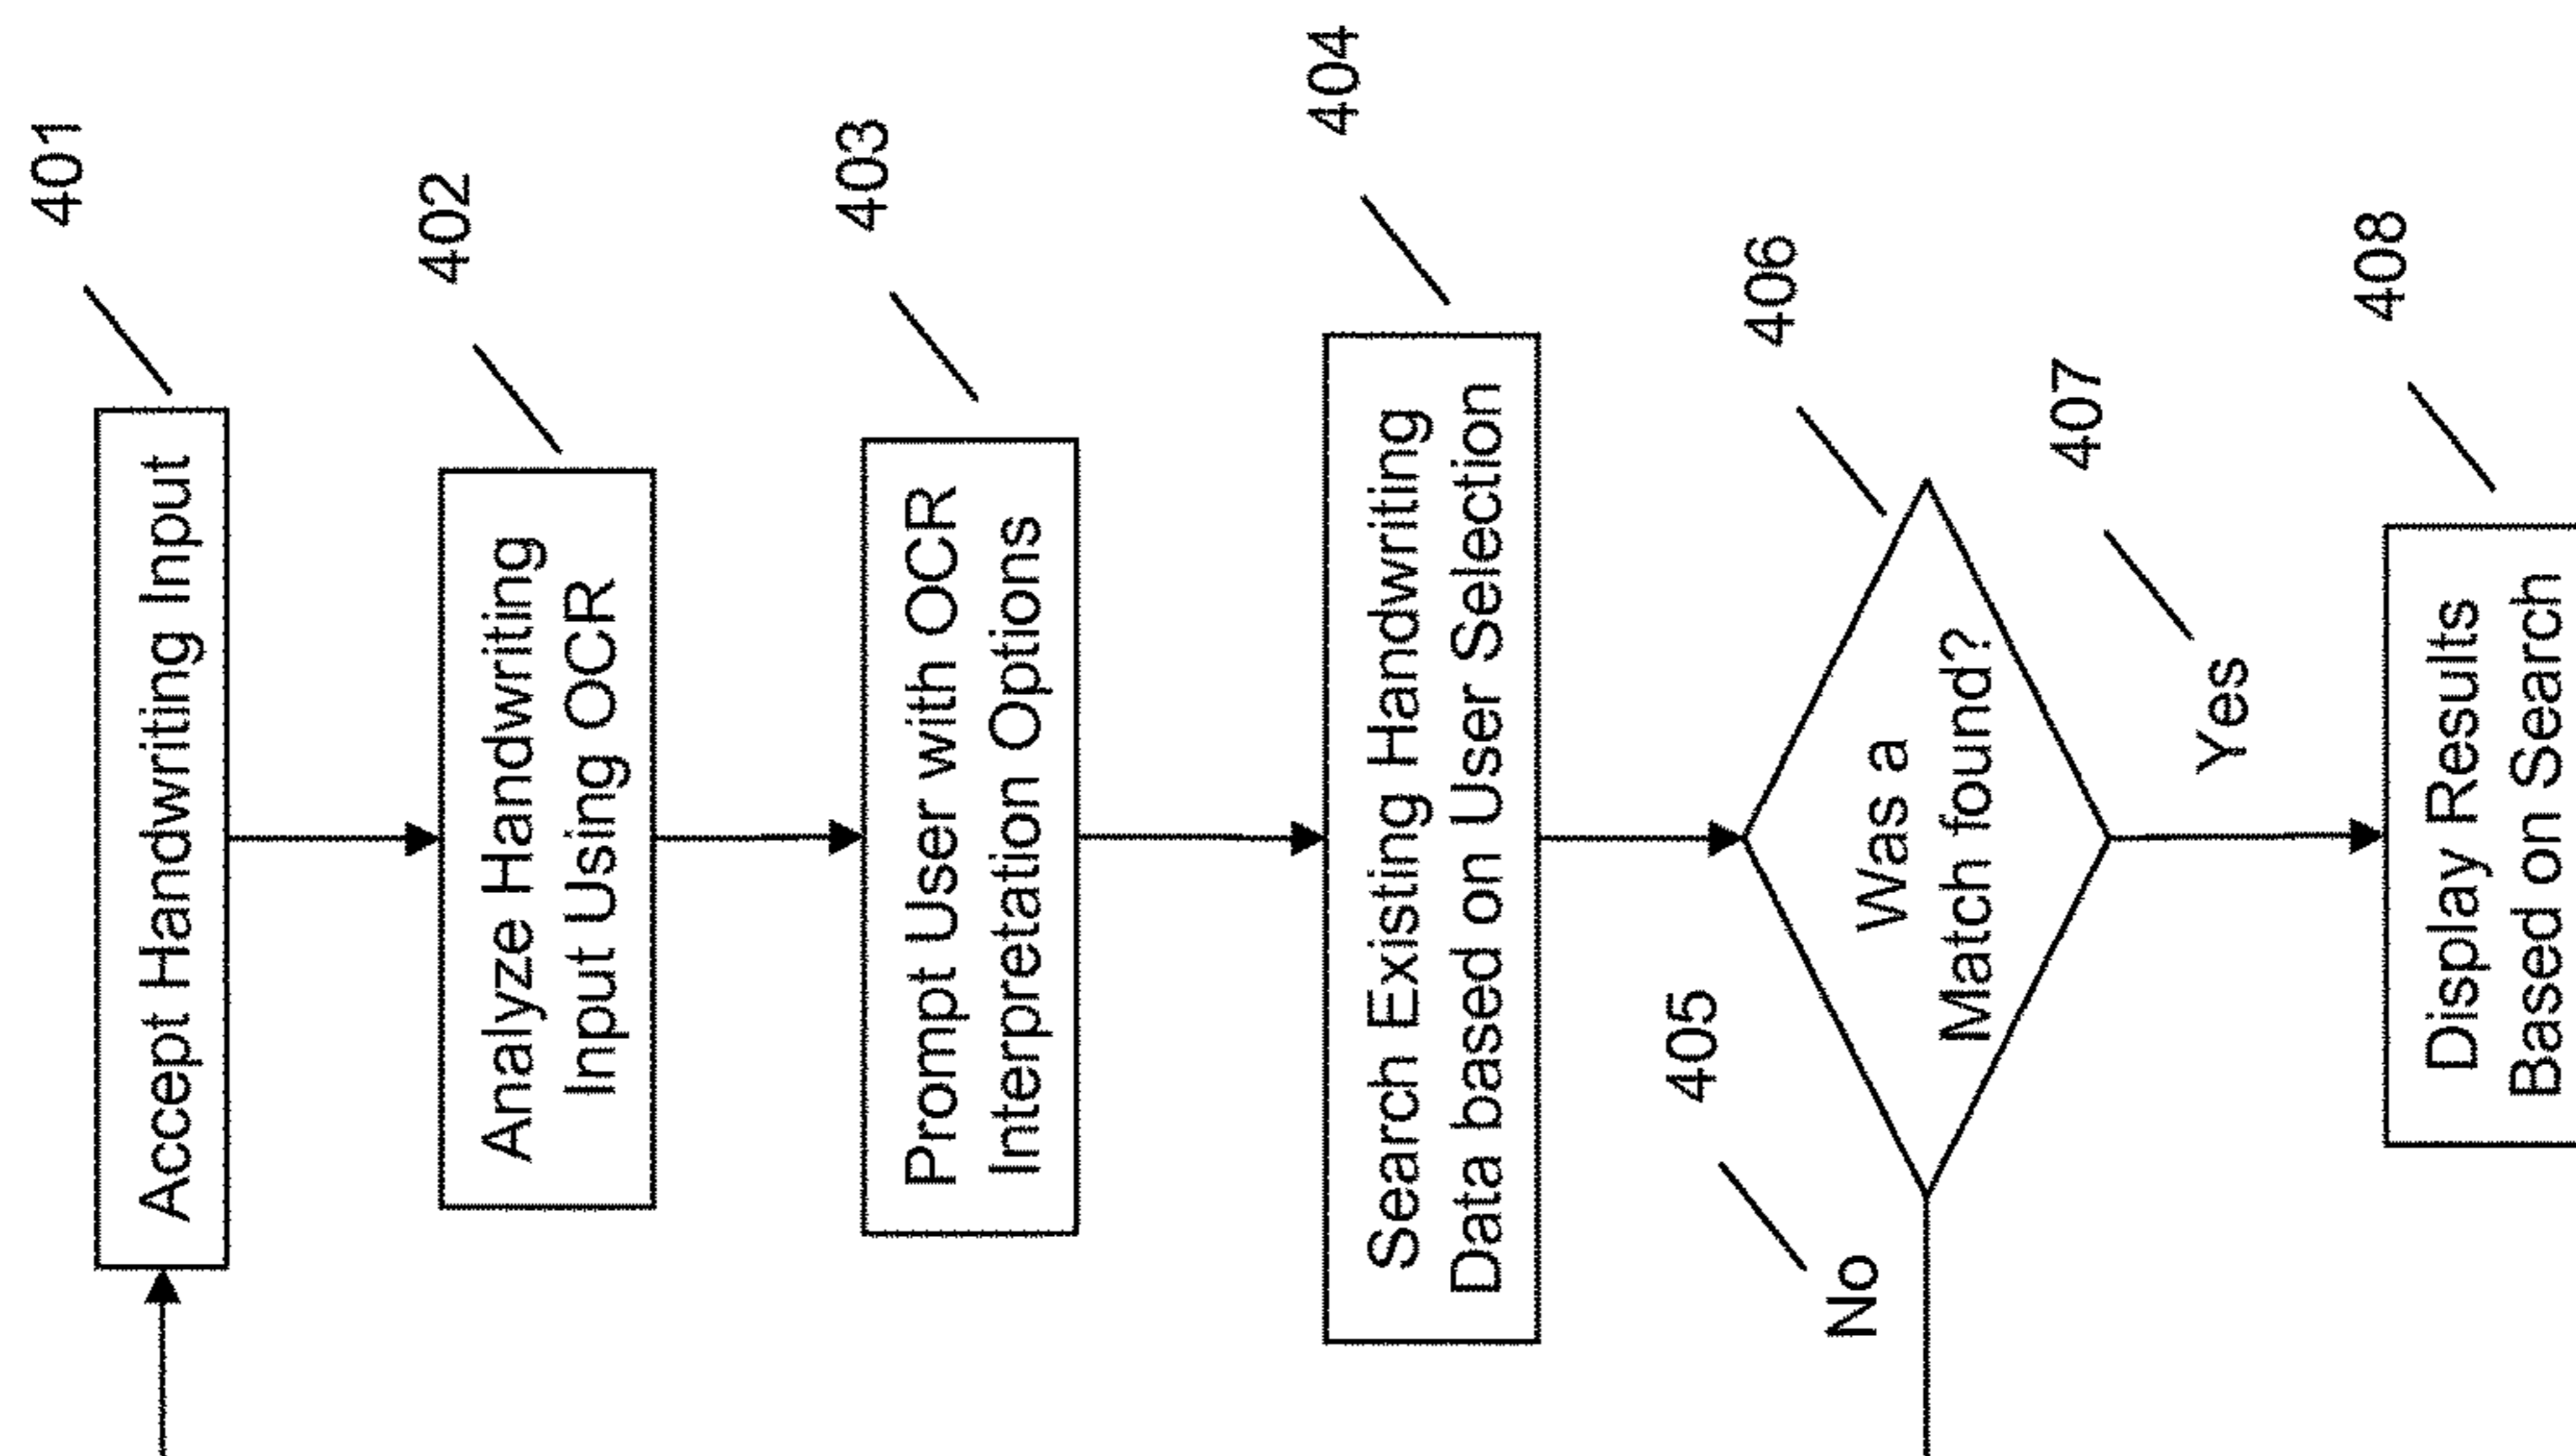 401
Accept Handwriting Input
402
Analyze Handwriting
Input Using OCR
403
Prompt User with OCR
Interpretation Options
404
Search Existing Handwriting
Data based on User Selection
405
No
406
Was a
Match found?
407
Yes
408
Display Results
Based on Search